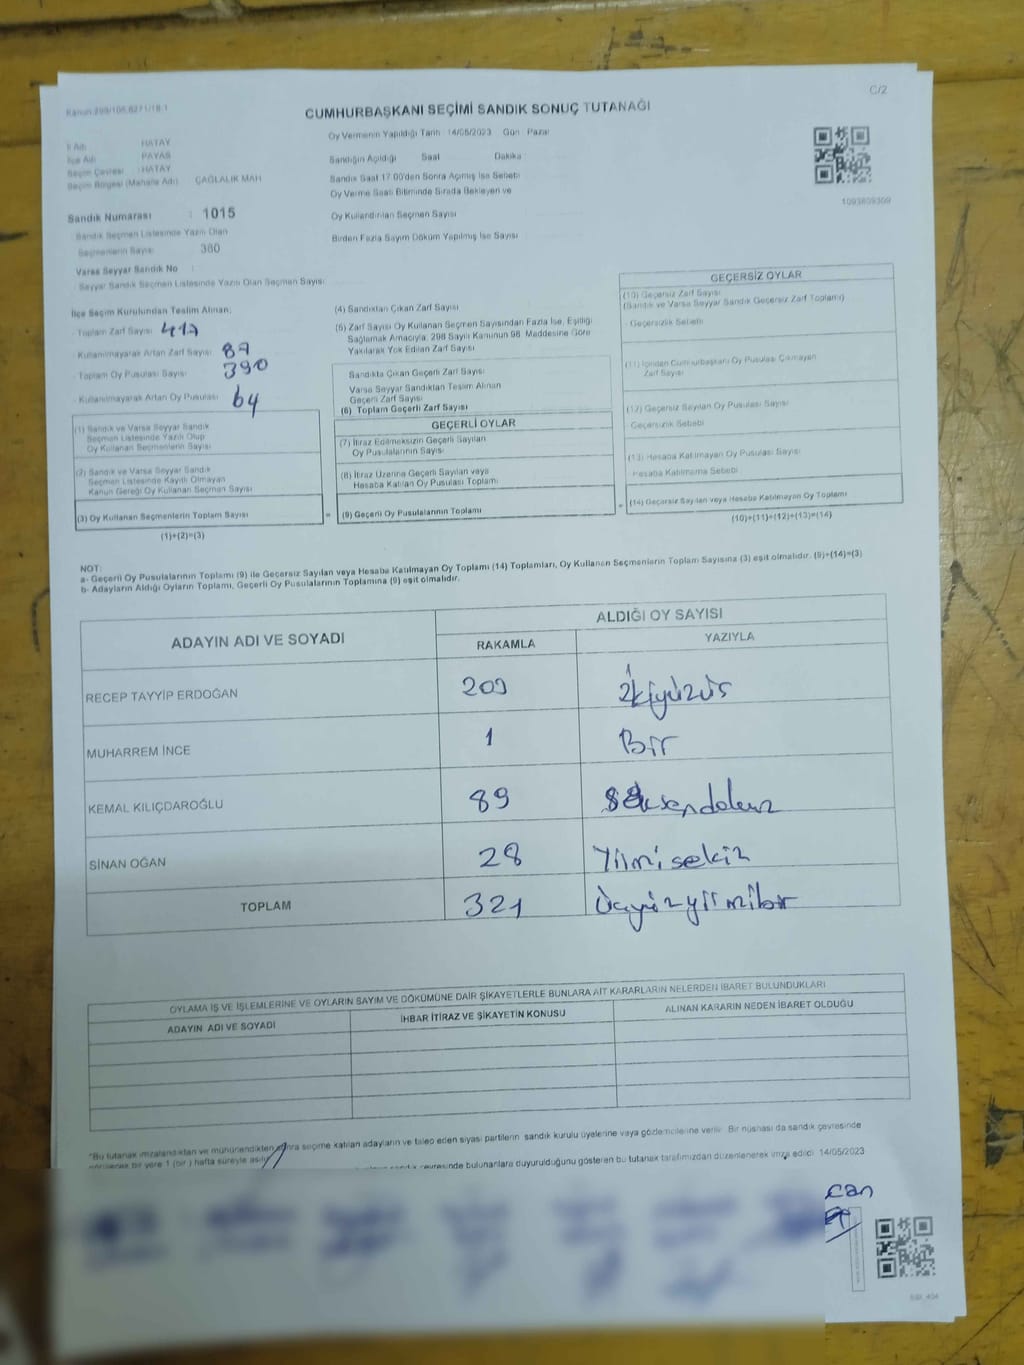 C/2
Kanun:298/106,6271/18-1
CUMHURBAŞKANI SEÇİMİ SANDIK SONUÇ TUTANAĞI
Oy Vermenin Yapıldığı Tarih 14/05/2023 Gün Pazar
İl Adı HATAY
İlçe Adı PAYAS
Seçim Çevresi : HATAY
Seçim Bölgesi (Mahalle Adı) ÇAĞLALIK MAH
Sandığın Açıldığı Saat Dakika
Sandık Saat 17:00'den Sonra Açılmış İse Sebebi
Oy Verme Saati Bitiminde Sırada Bekleyen ve
Oy Kullandırılan Seçmen Sayısı
Birden Fazla Sayım Döküm Yapılmış İse Sayısı
1093809309
Sandık Numarası : 1015
Sandık Seçmen Listesinde Yazılı Olan
Seçmenlerin Sayısı 380
Varsa Seyyar Sandık No :
Seyyar Sandık Seçmen Listesinde Yazılı Olan Seçmen Sayısı:
İlçe Seçim Kurulundan Teslim Alınan;
- Toplam Zarf Sayısı 417
- Kullanılmayarak Artan Zarf Sayısı 87
- Toplam Oy Pusulası Sayısı 390
- Kullanılmayarak Artan Oy Pusulası 64
(1) Sandık ve Varsa Seyyar Sandık
Seçmen Listesinde Yazılı Olup
Oy Kullanan Seçmenlerin Sayısı
(2) Sandık ve Varsa Seyyar Sandık
Seçmen Listesinde Kayıtlı Olmayan
Kanun Gereği Oy Kullanan Seçmen Sayısı
(3) Oy Kullanan Seçmenlerin Toplam Sayısı
(1)+(2)=(3)
(4) Sandıktan Çıkan Zarf Sayısı
(5) Zarf Sayısı Oy Kullanan Seçmen Sayısından Fazla İse, Eşitliği
Sağlamak Amacıyla, 298 Sayılı Kanunun 98. Maddesine Göre
Yakılarak Yok Edilen Zarf Sayısı
Sandıkta Çıkan Geçerli Zarf Sayısı
Varsa Seyyar Sandıktan Teslim Alınan
Geçerli Zarf Sayısı
(6) Toplam Geçerli Zarf Sayısı
GEÇERLİ OYLAR
(7) İtiraz Edilmeksizin Geçerli Sayılan
Oy Pusulalarının Sayısı
(8) İtiraz Üzerine Geçerli Sayılan veya
Hesaba Katılan Oy Pusulası Toplamı
= (9) Geçerli Oy Pusulalarının Toplamı
GEÇERSİZ OYLAR
(10) Geçersiz Zarf Sayısı
(Sandık ve Varsa Seyyar Sandık Geçersiz Zarf Toplamı)
- Geçersizlik Sebebi
(11) İçinden Cumhurbaşkanı Oy Pusulası Çıkmayan
Zarf Sayısı
(12) Geçersiz Sayılan Oy Pusulası Sayısı
Geçersizlik Sebebi
(13) Hesaba Katılmayan Oy Pusulası Sayısı
Hesaba Katılmama Sebebi
(14) Geçersiz Sayılan veya Hesaba Katılmayan Oy Toplamı
(10)+(11)+(12)+(13)=(14)
NOT:
a- Geçerli Oy Pusulalarının Toplamı (9) ile Geçersiz Sayılan veya Hesaba Katılmayan Oy Toplamı (14) Toplamları, Oy Kullanan Seçmenlerin Toplam Sayısına (3) eşit olmalıdır. (9)+(14)=(3)
b- Adayların Aldığı Oyların Toplamı, Geçerli Oy Pusulalarının Toplamına (9) eşit olmalıdır.
ADAYIN ADI VE SOYADI ALDIĞI OY SAYISI
RAKAMLA YAZIYLA
RECEP TAYYİP ERDOĞAN 203 ikiyüzüç
MUHARREM İNCE 1 Bir
KEMAL KILIÇDAROĞLU 89 seksendokuz
SİNAN OĞAN 28 Yirmisekiz
TOPLAM 321 Üçyüzyirmibir
OYLAMA İŞ VE İŞLEMLERİNE VE OYLARIN SAYIM VE DÖKÜMÜNE DAİR ŞİKAYETLERLE BUNLARA AİT KARARLARIN NELERDEN İBARET BULUNDUKLARI
ADAYIN ADI VE SOYADI İHBAR İTİRAZ VE ŞİKAYETİN KONUSU ALINAN KARARIN NEDEN İBARET OLDUĞU
"Bu tutanak imzalandıktan ve mühürlendikten sonra seçime katılan adayların ve talep eden siyasi partilerin sandık kurulu üyelerine veya gözlemcilerine verilir. Bir nüshası da sandık çevresinde
görülecek bir yere 1 (bir) hafta süreyle asılır
çevresinde bulunanlara duyurulduğunu gösteren bu tutanak tarafımızdan düzenlenerek imza edildi. 14/05/2023
can